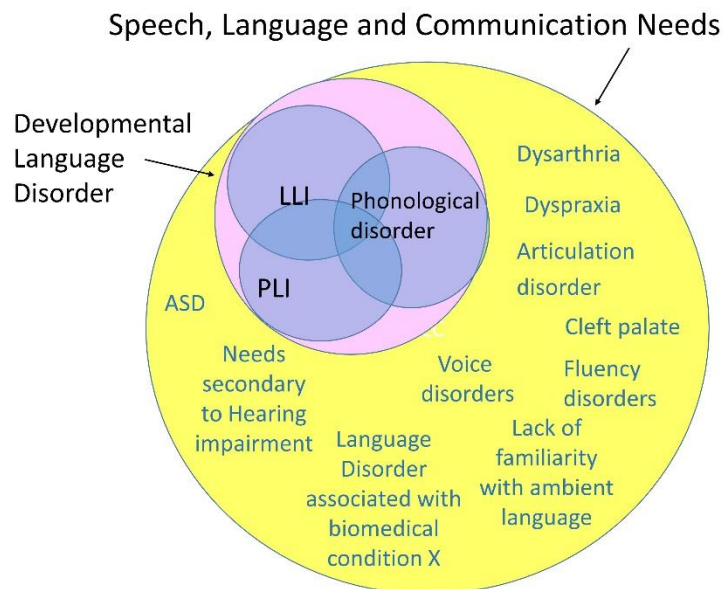 Speech, Language and Communication Needs
Developmental
Language
Disorder
LLI
Phonological
disorder
PLI
Dysarthria
Dyspraxia
Articulation
disorder
ASD
Cleft palate
Needs
secondary
to Hearing
impairment
Voice
disorders
Fluency
disorders
Language
Disorder
associated with
biomedical
condition X
Lack of
familiarity
with ambient
language